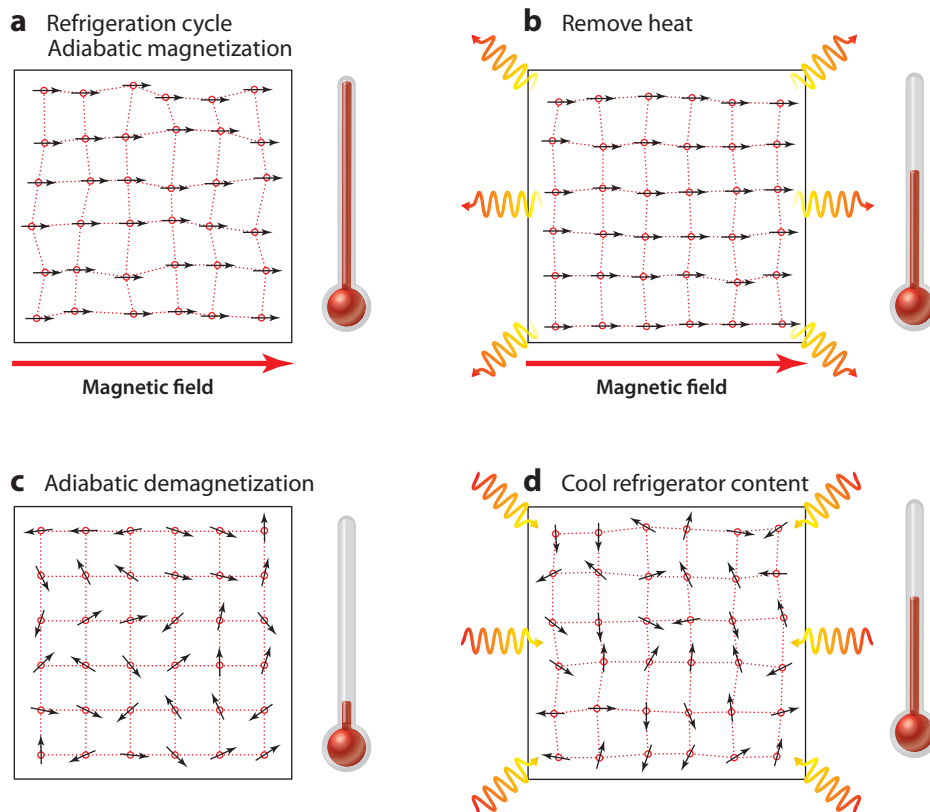 a Refrigeration cycle
Adiabatic magnetization
b Remove heat
Magnetic field
Magnetic field
c Adiabatic demagnetization
d Cool refrigerator content